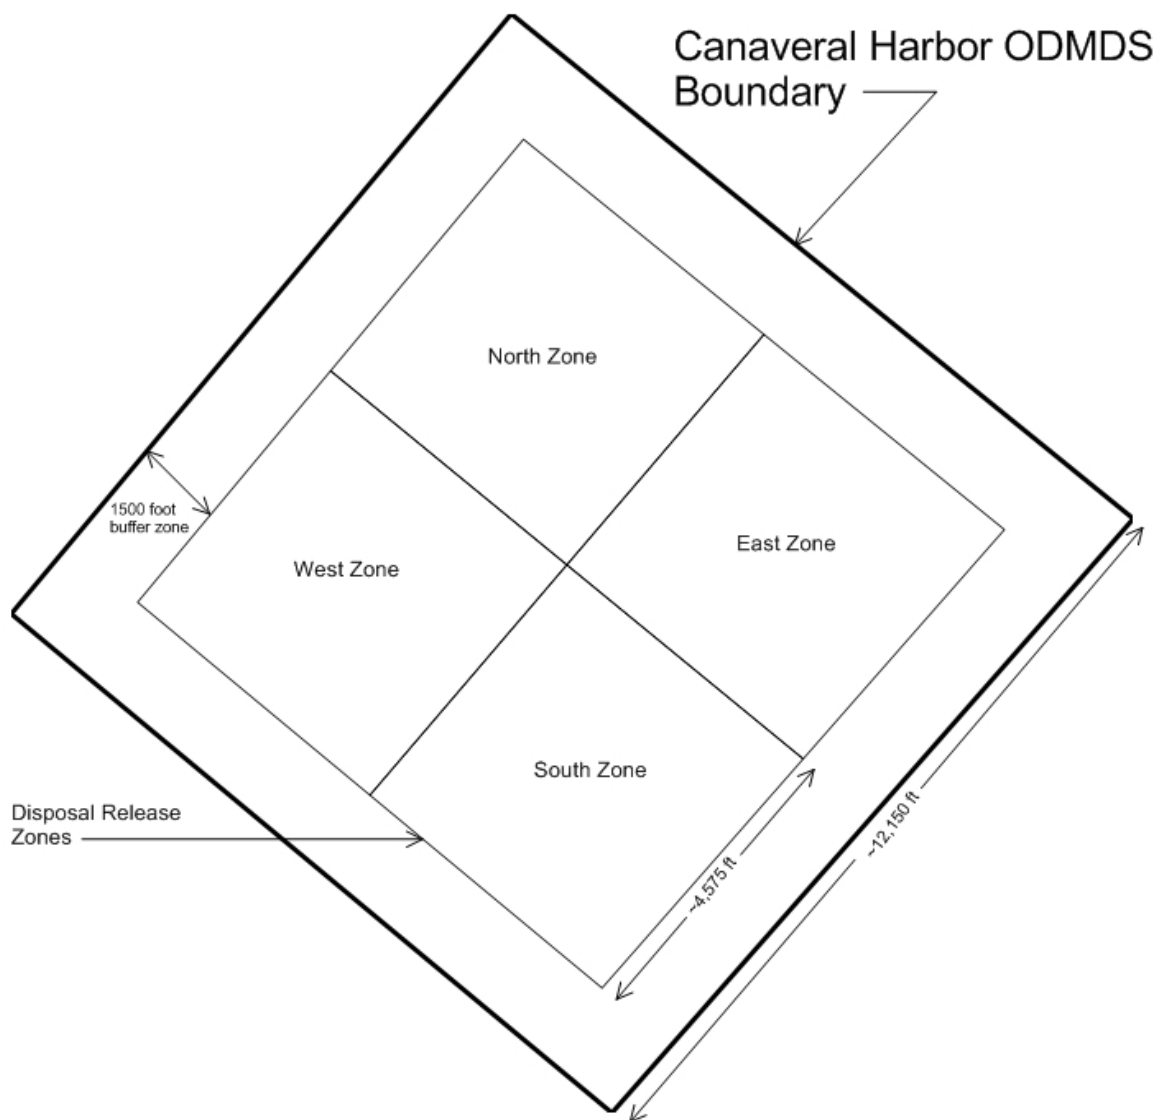 Canaveral Harbor ODMDS
Boundary
North Zone
1500 foot
buffer zone
East Zone
West Zone
South Zone
Disposal Release
Zones
~4,575 ft
~12,150 ft